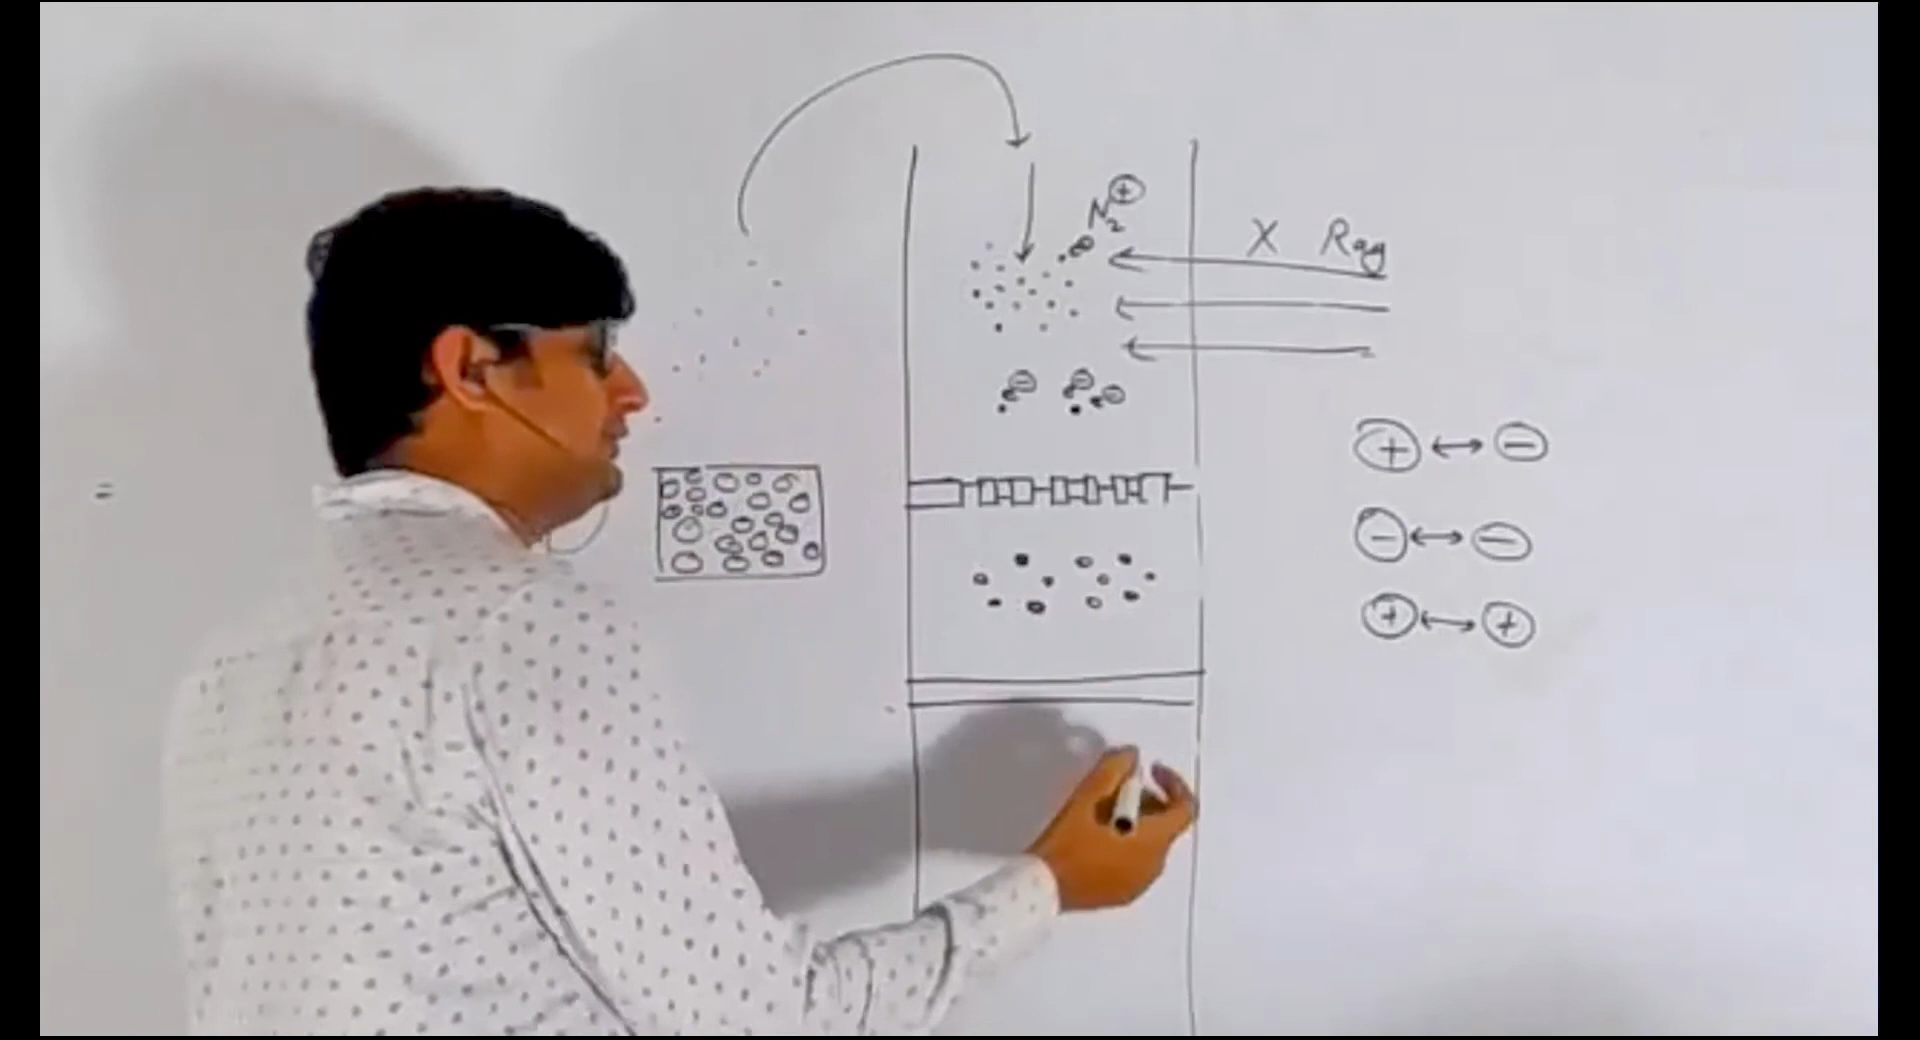 =
N₂⊕
X Ray
⊖ ⊖ ⊖
⊕ ↔ ⊖
⊖ ↔ ⊖
⊕ ↔ ⊕